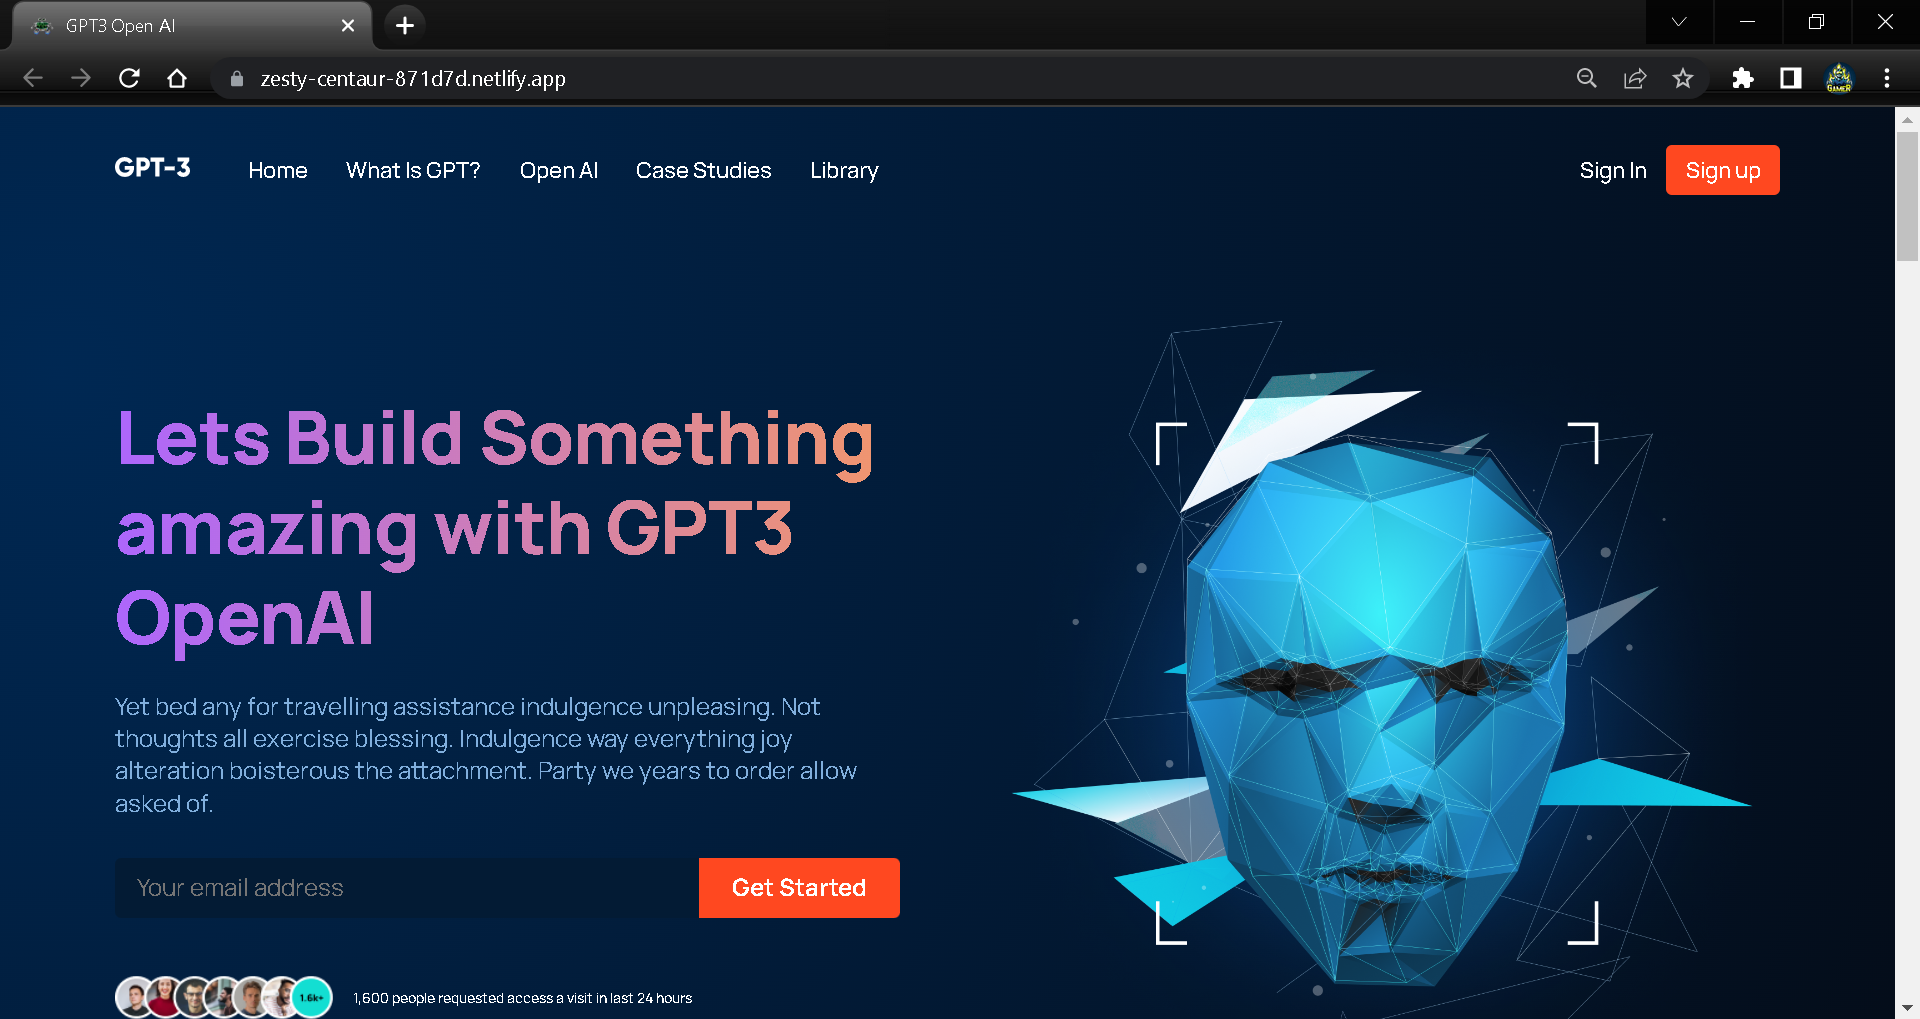 GPT3 Open AI
zesty-centaur-871d7d.netlify.app
GAMER
GPT-3 Home What Is GPT? Open AI Case Studies Library Sign In Sign up
Lets Build Something
amazing with GPT3
OpenAI
Yet bed any for travelling assistance indulgence unpleasing. Not
thoughts all exercise blessing. Indulgence way everything joy
alteration boisterous the attachment. Party we years to order allow
asked of.
Your email address Get Started
1.6k+ 1,600 people requested access a visit in last 24 hours